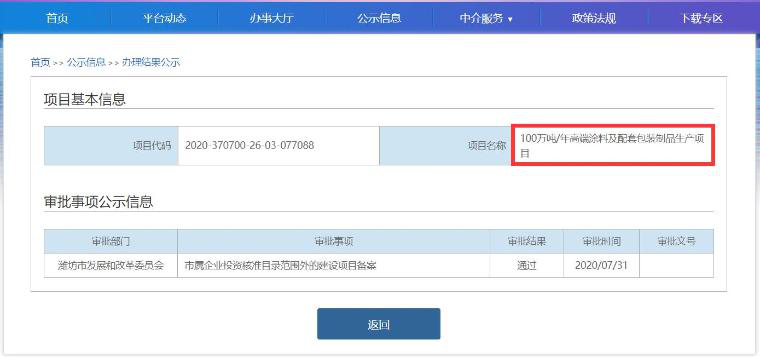 首页 平台动态 办事大厅 公示信息 中介服务 ▼ 政策法规 下载专区
首页 >> 公示信息 >> 办理结果公示
项目基本信息
项目代码 2020-370700-26-03-077088 项目名称 100万吨/年高端涂料及配套包装制品生产项
目
审批事项公示信息
审批部门 审批事项 审批结果 审批时间 审批文号
潍坊市发展和改革委员会 市属企业投资核准目录范围外的建设项目备案 通过 2020/07/31
返回